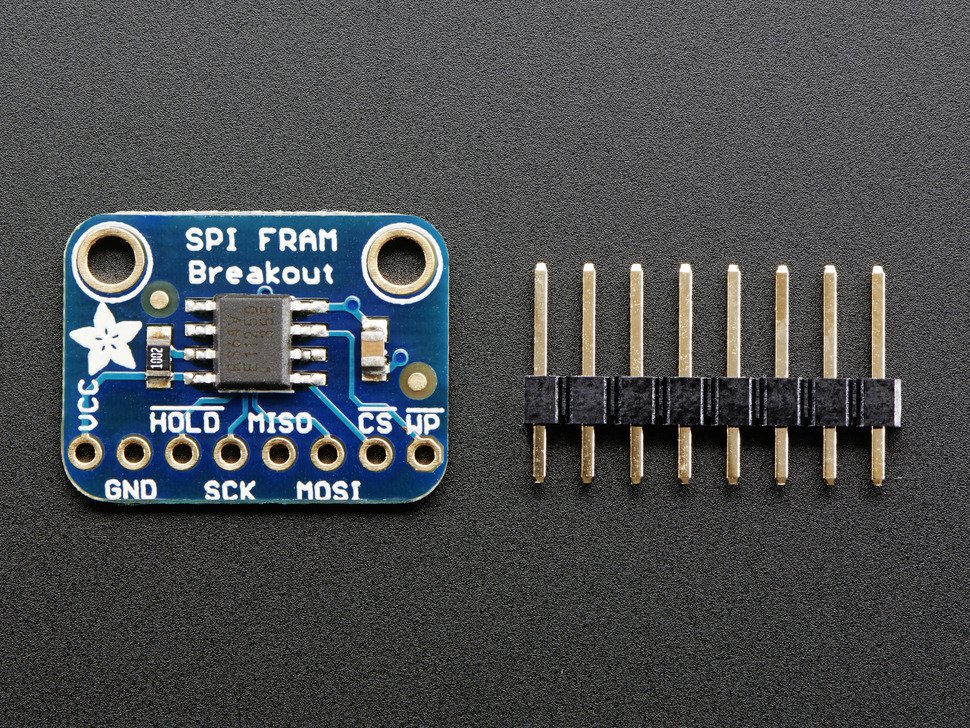 SPI FRAM
Breakout
1002
VCC
HOLD MISO CS WP
GND SCK MOSI